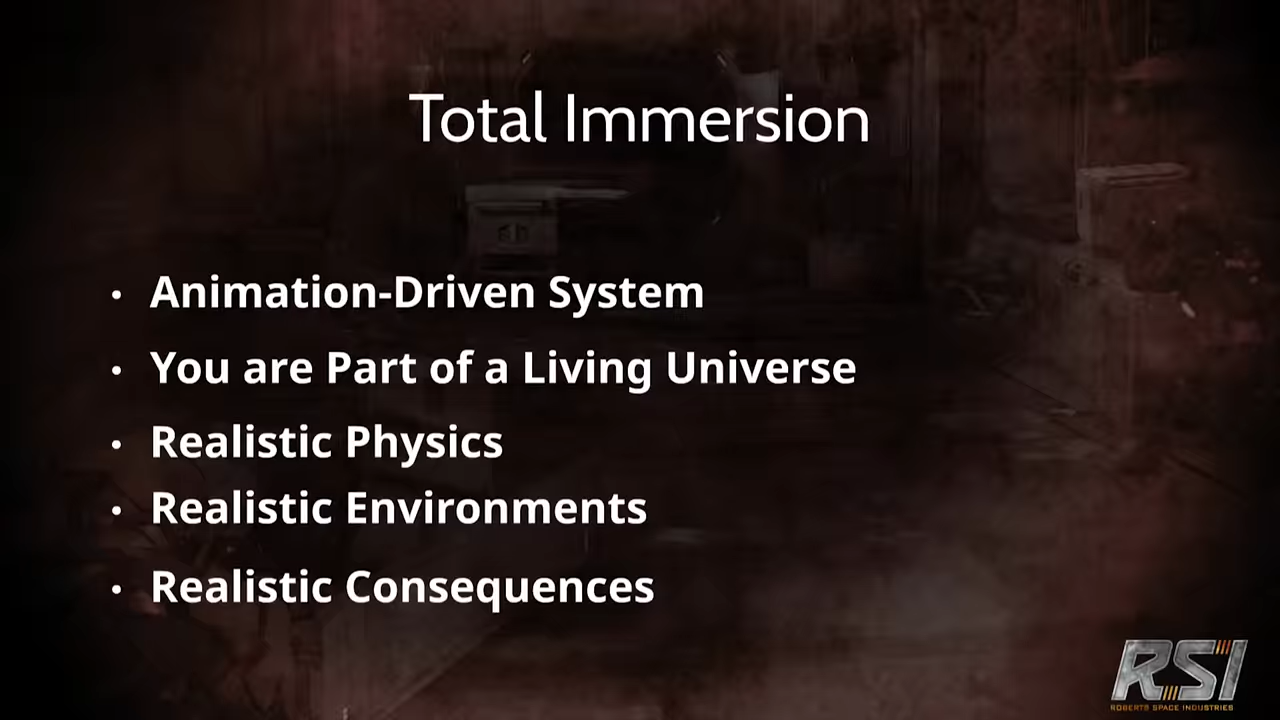 Total Immersion
• Animation-Driven System
• You are Part of a Living Universe
• Realistic Physics
• Realistic Environments
• Realistic Consequences
RSI
ROBERTS SPACE INDUSTRIES